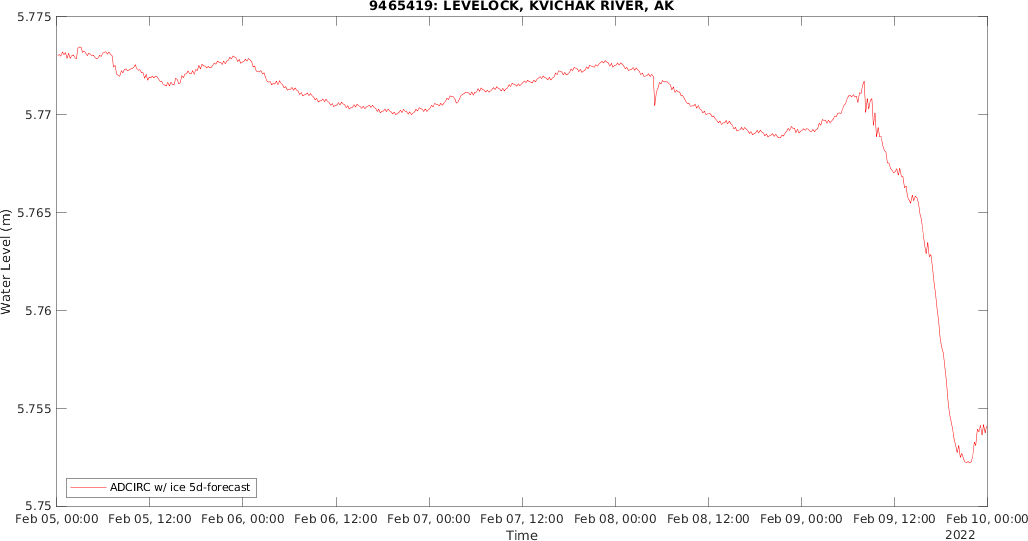 9465419: LEVELOCK, KVICHAK RIVER, AK
5.775
5.77
5.765
5.76
5.755
5.75
Water Level (m)
ADCIRC w/ ice 5d-forecast
Feb 05, 00:00 Feb 05, 12:00 Feb 06, 00:00 Feb 06, 12:00 Feb 07, 00:00 Feb 07, 12:00 Feb 08, 00:00 Feb 08, 12:00 Feb 09, 00:00 Feb 09, 12:00 Feb 10, 00:00
Time
2022